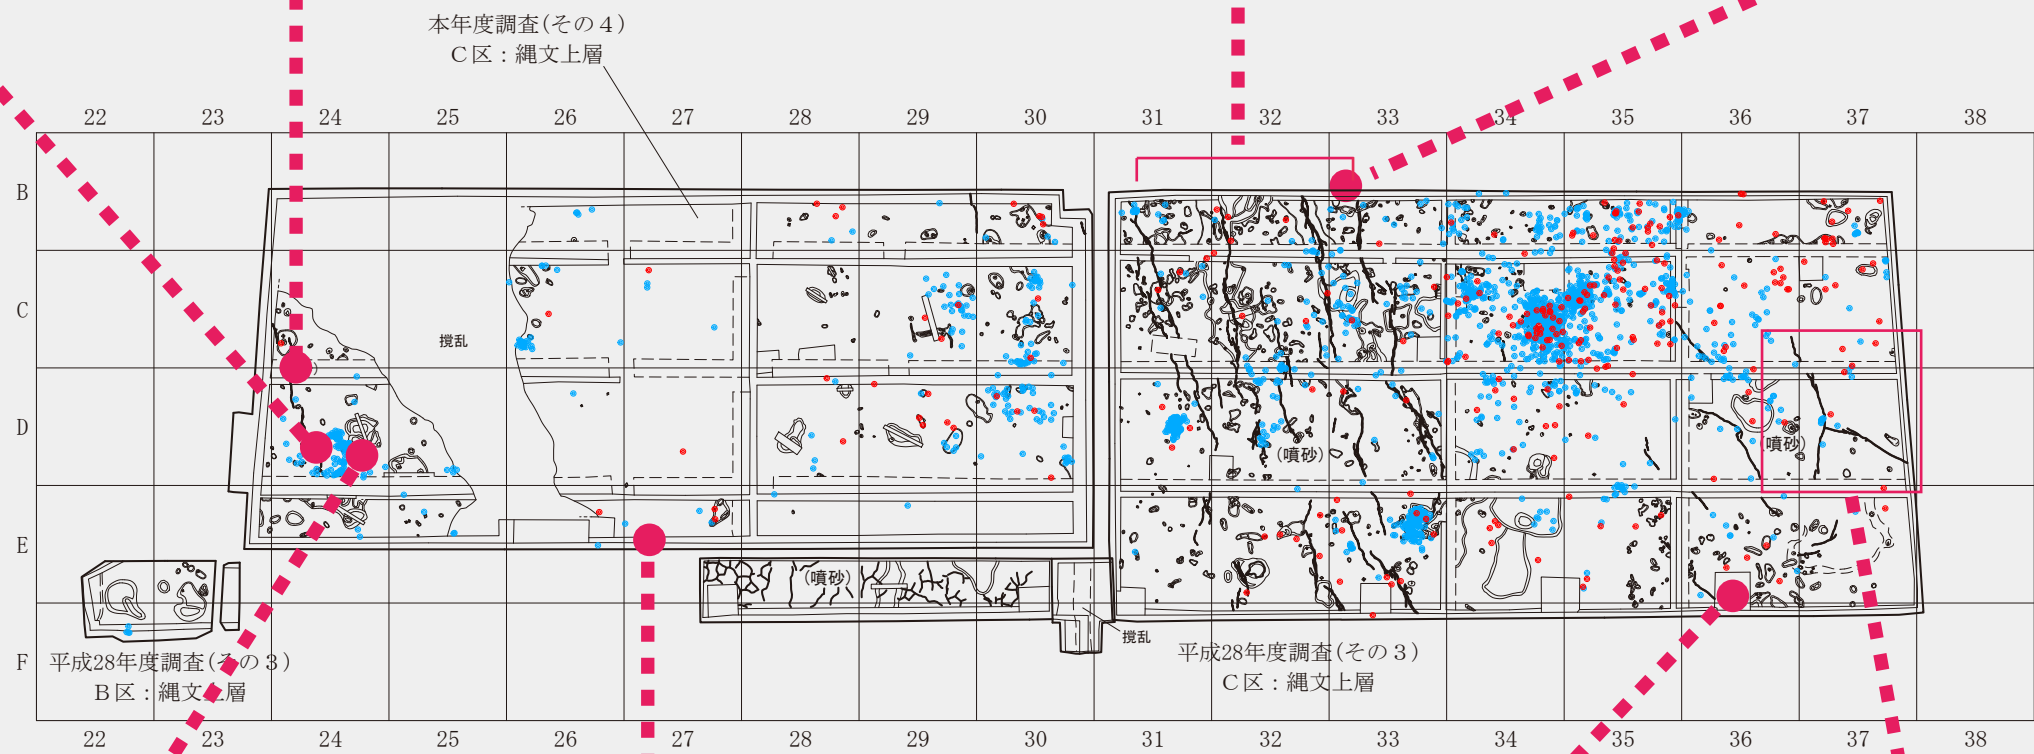 本年度調査(その４)
Ｃ区：縄文上層
22 23 24 25 26 27 28 29 30 31 32 33 34 35 36 37 38
B
C
撹乱
D
(噴砂)
(噴砂)
E
(噴砂)
撹乱
F
平成28年度調査(その３)
Ｂ区：縄文上層
平成28年度調査(その３)
Ｃ区：縄文上層
22 23 24 25 26 27 28 29 30 31 32 33 34 35 36 37 38